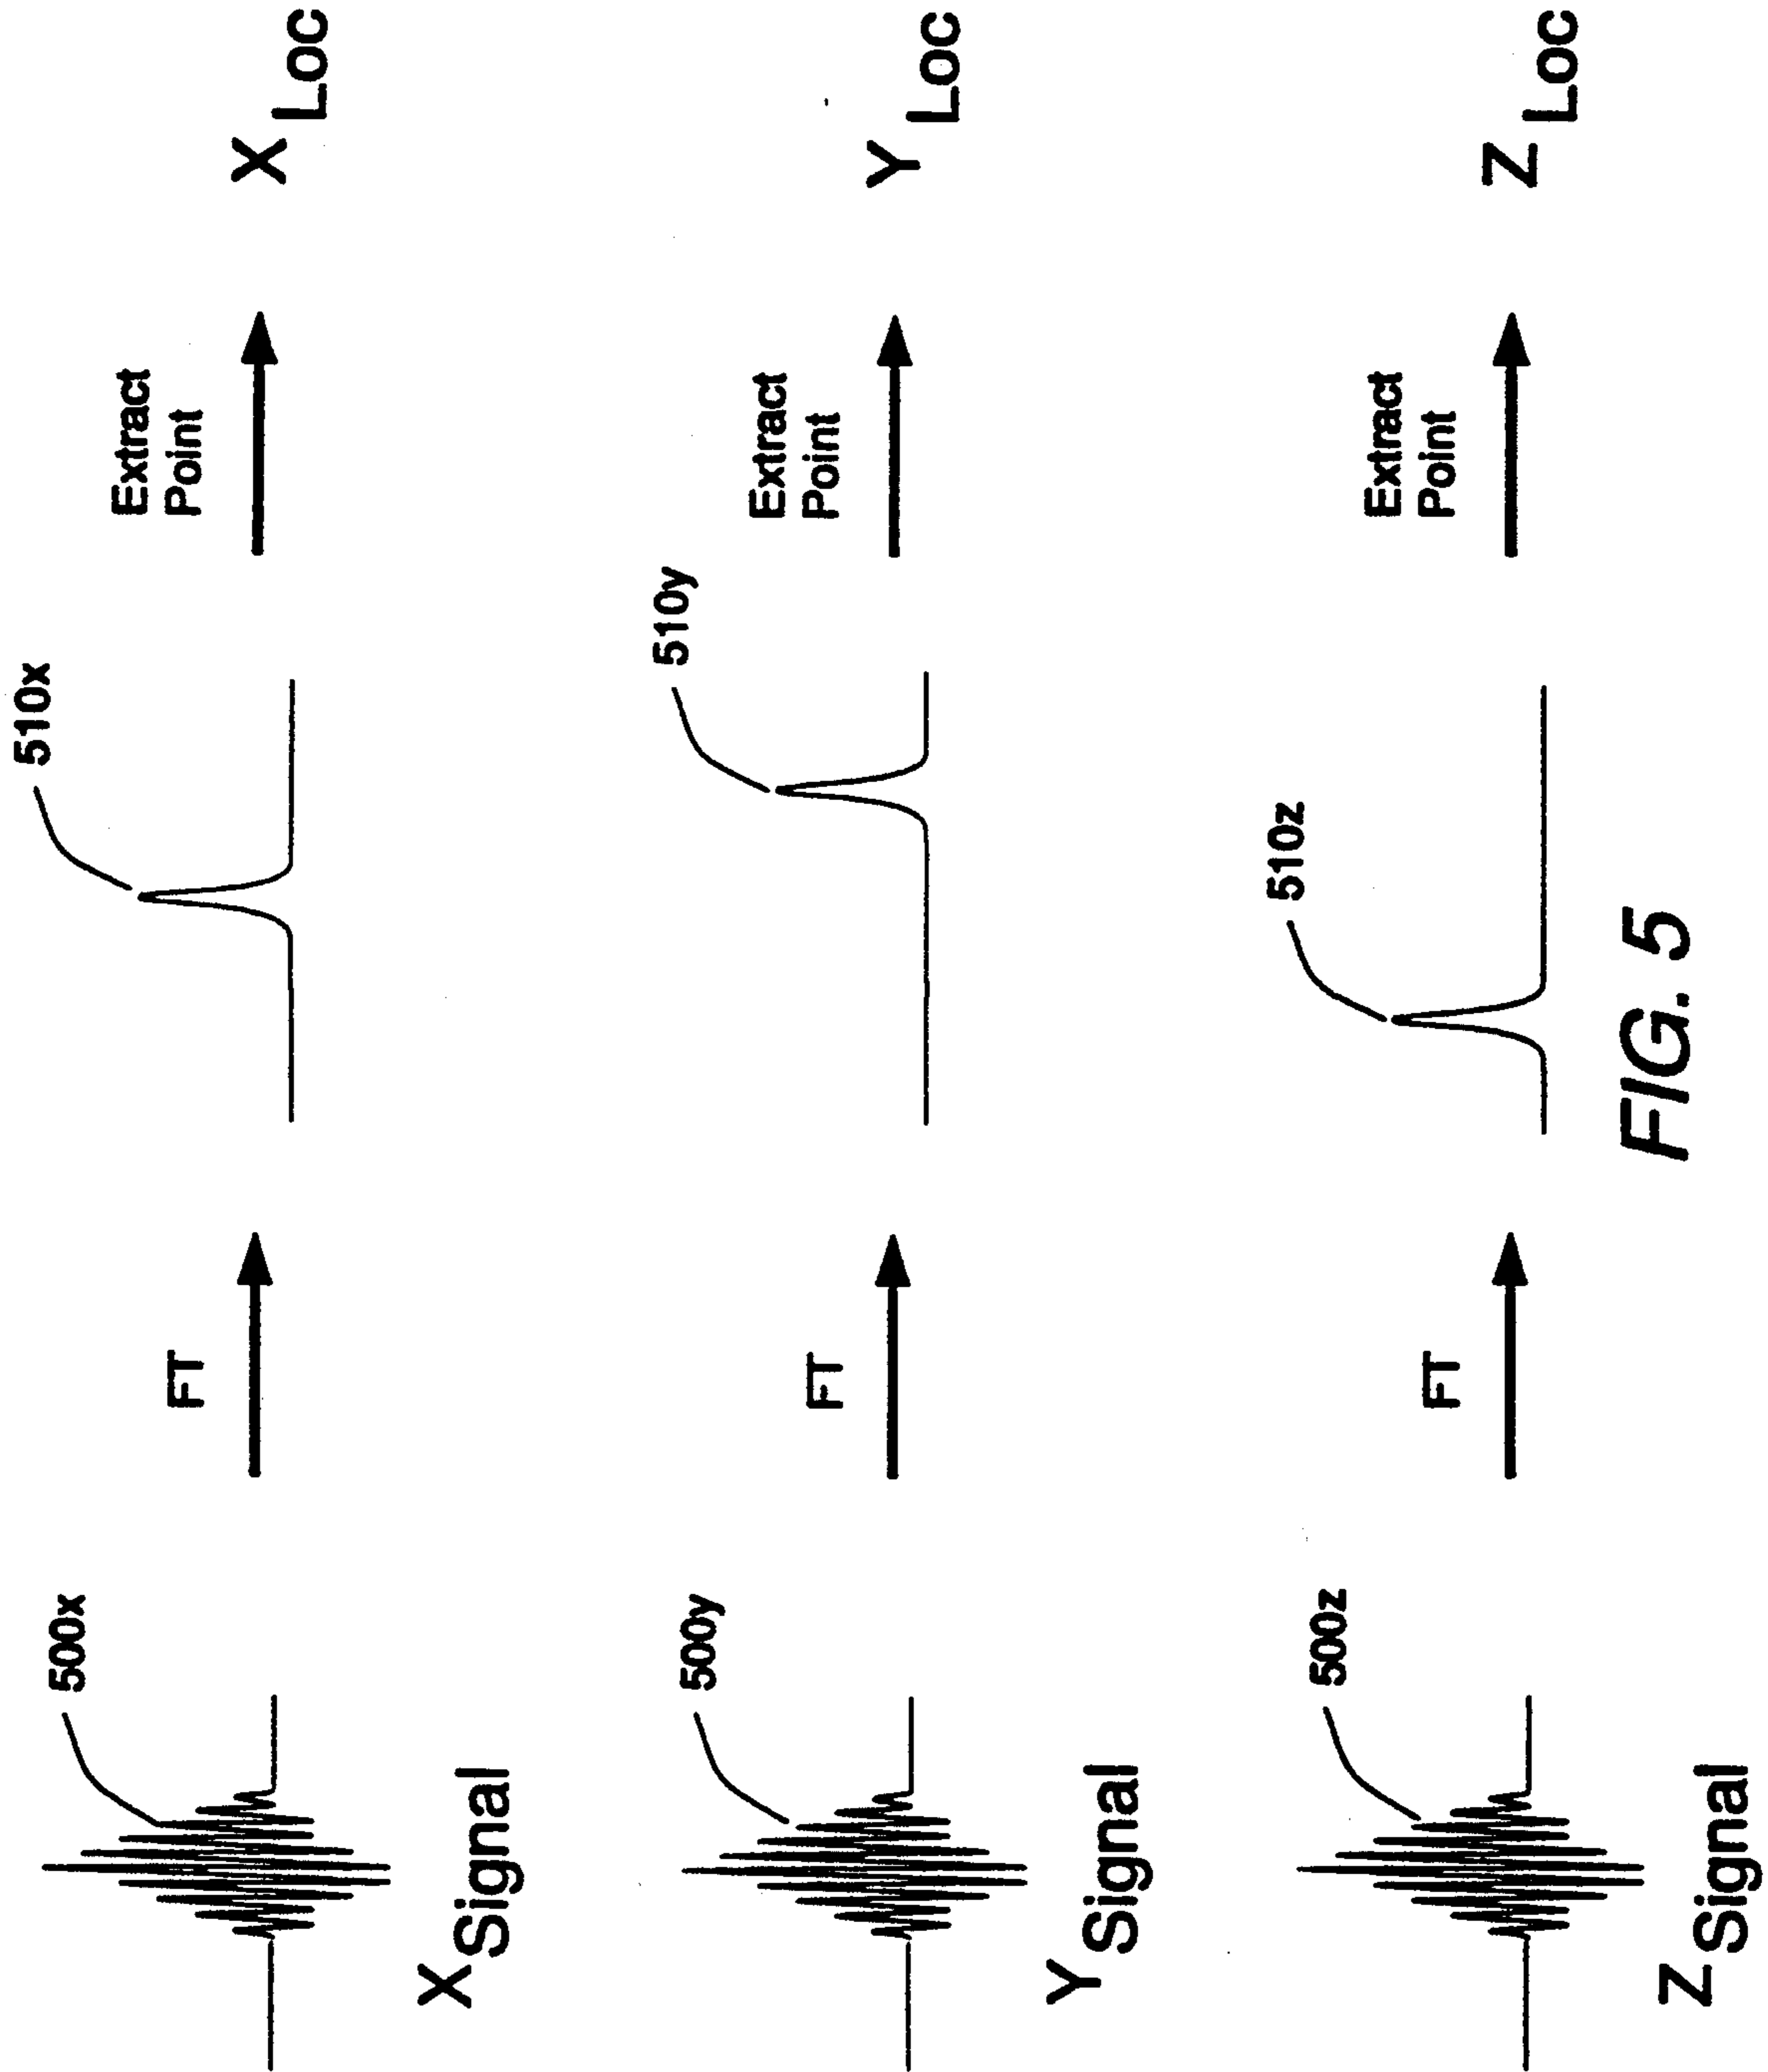 500x
FT
510x
Extract
Point
X Loc
X Signal
500y
FT
510y
Extract
Point
Y Loc
Y Signal
500z
FT
510z
Extract
Point
Z Loc
Z Signal
FIG. 5